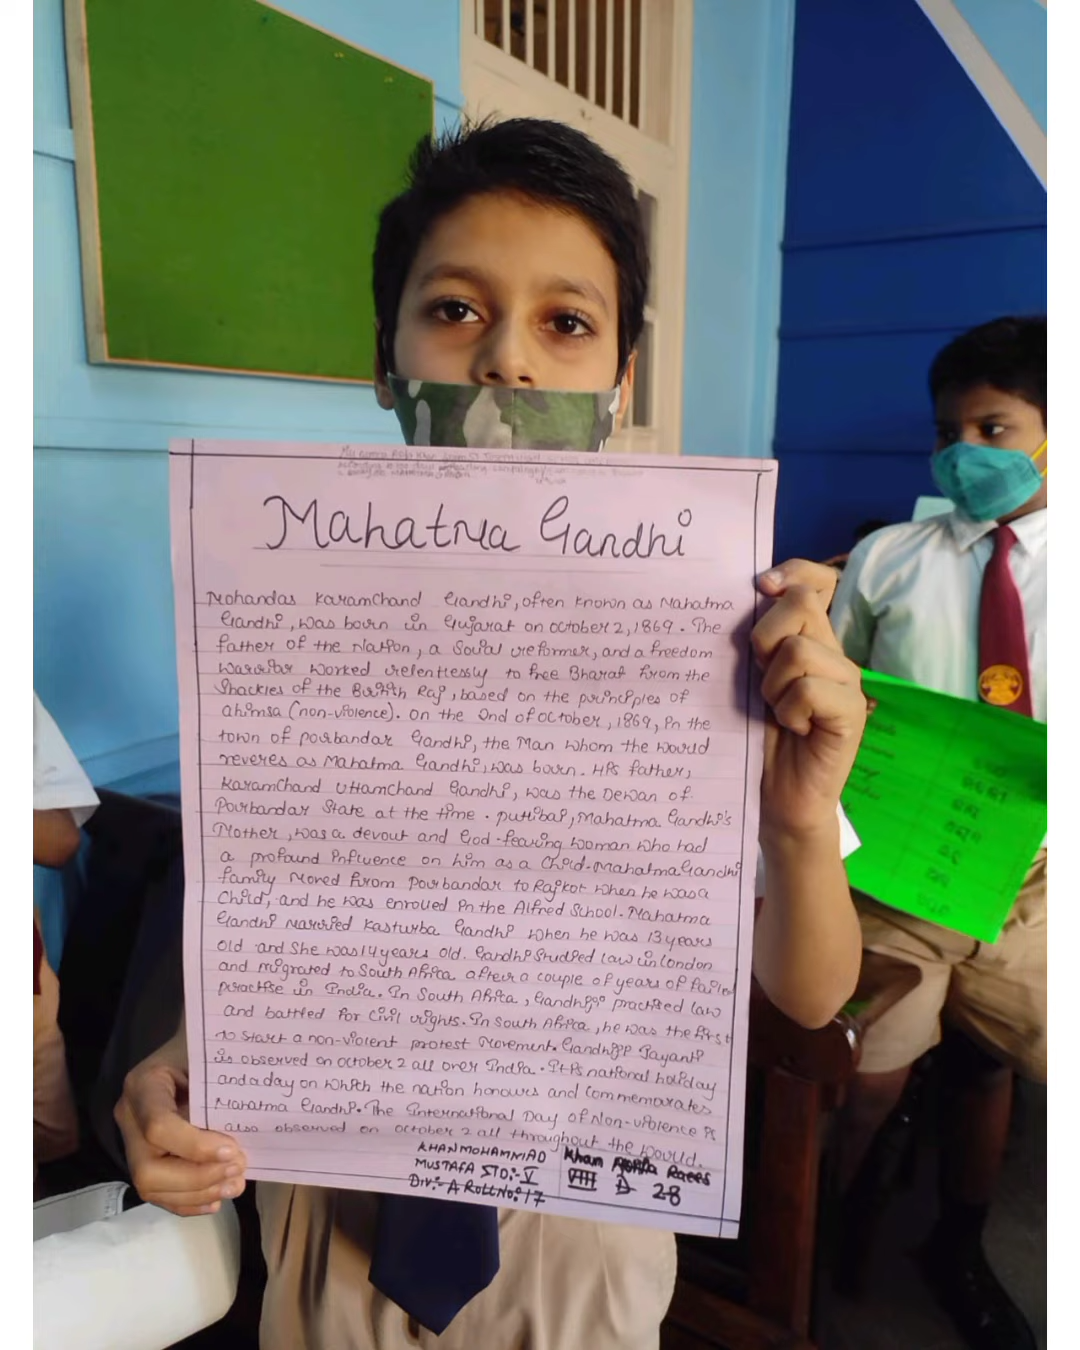 Mahatma Gandhi
Mohandas Karamchand Gandhi, often known as Mahatma
Gandhi, was born in Gujarat on october 2, 1869. The
father of the Nation, a Social reformer, and a freedom
warrior worked relentlessly to free Bharat from the
Shackles of the British Raj, based on the principles of
ahimsa (non-violence). On the 2nd of october, 1869, in the
town of porbandar Gandhi, the Man whom the world
reveres as Mahatma Gandhi, was born. His father,
Karamchand Uttamchand Gandhi, was the Dewan of
Porbandar State at the time. putlibai, Mahatma Gandhi's
Mother, was a devout and God-fearing woman who had
a profound influence on him as a child. Mahatma Gandhi
family Moved from Porbandar to Rajkot when he was a
Child, and he was enrolled in the Alfred School. Mahatma
Gandhi Married Kasturba Gandhi when he was 13 years
old and She was 14 years old. Gandhi Studied law in London
and migrated to South Africa after a couple of years of failed
practise in India. In South Africa, Gandhiji practised law
and battled for Civil rights. In South Africa, he was the first
to Start a non-violent protest Movement. Gandhiji Jayanti
is observed on october 2 all over India. It is national holiday
and a day on which the nation honours and commemorates
Mahatma Gandhi. The International Day of Non-violence is
also observed on october 2 all throughout the world.
KHAN MOHAMMAD
MUSTAFA STD:- V
Div:- A Roll No: 17
Khan Raees
VIII D 28